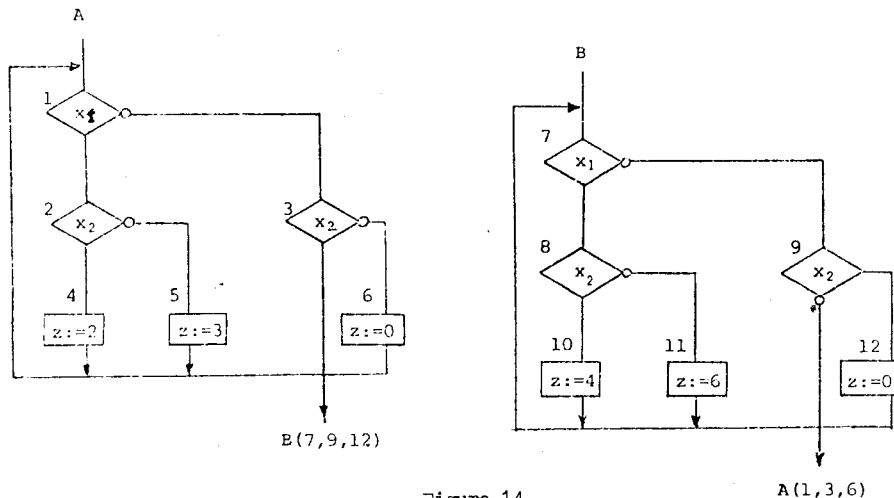 A
1
x1
2
x2
3
x2
4
z:=2
5
z:=3
6
z:=0
B(7,9,12)
B
7
x1
8
x2
9
x2
10
z:=4
11
z:=6
12
z:=0
A(1,3,6)
Figure 14